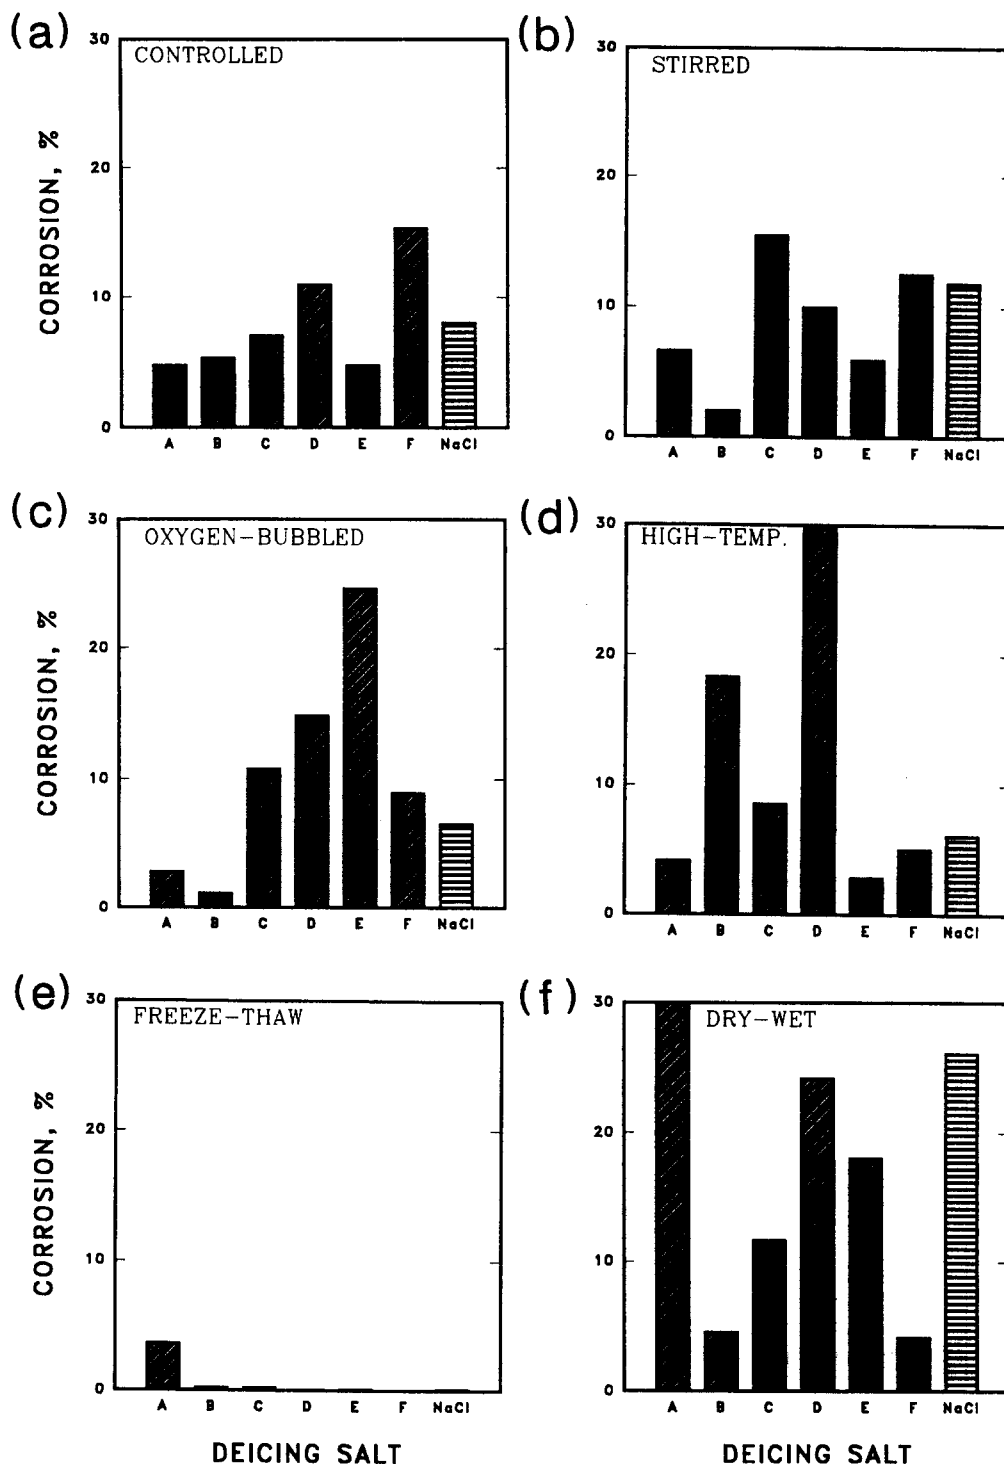 (a)
CONTROLLED
CORROSION, %
30
20
10
0
A B C D E F NaCl
(b)
STIRRED
30
20
10
0
A B C D E F NaCl
(c)
OXYGEN-BUBBLED
CORROSION, %
30
20
10
0
A B C D E F NaCl
(d)
HIGH-TEMP.
30
20
10
0
A B C D E F NaCl
(e)
FREEZE-THAW
CORROSION, %
30
20
10
0
A B C D E F NaCl
DEICING SALT
(f)
DRY-WET
30
20
10
0
A B C D E F NaCl
DEICING SALT